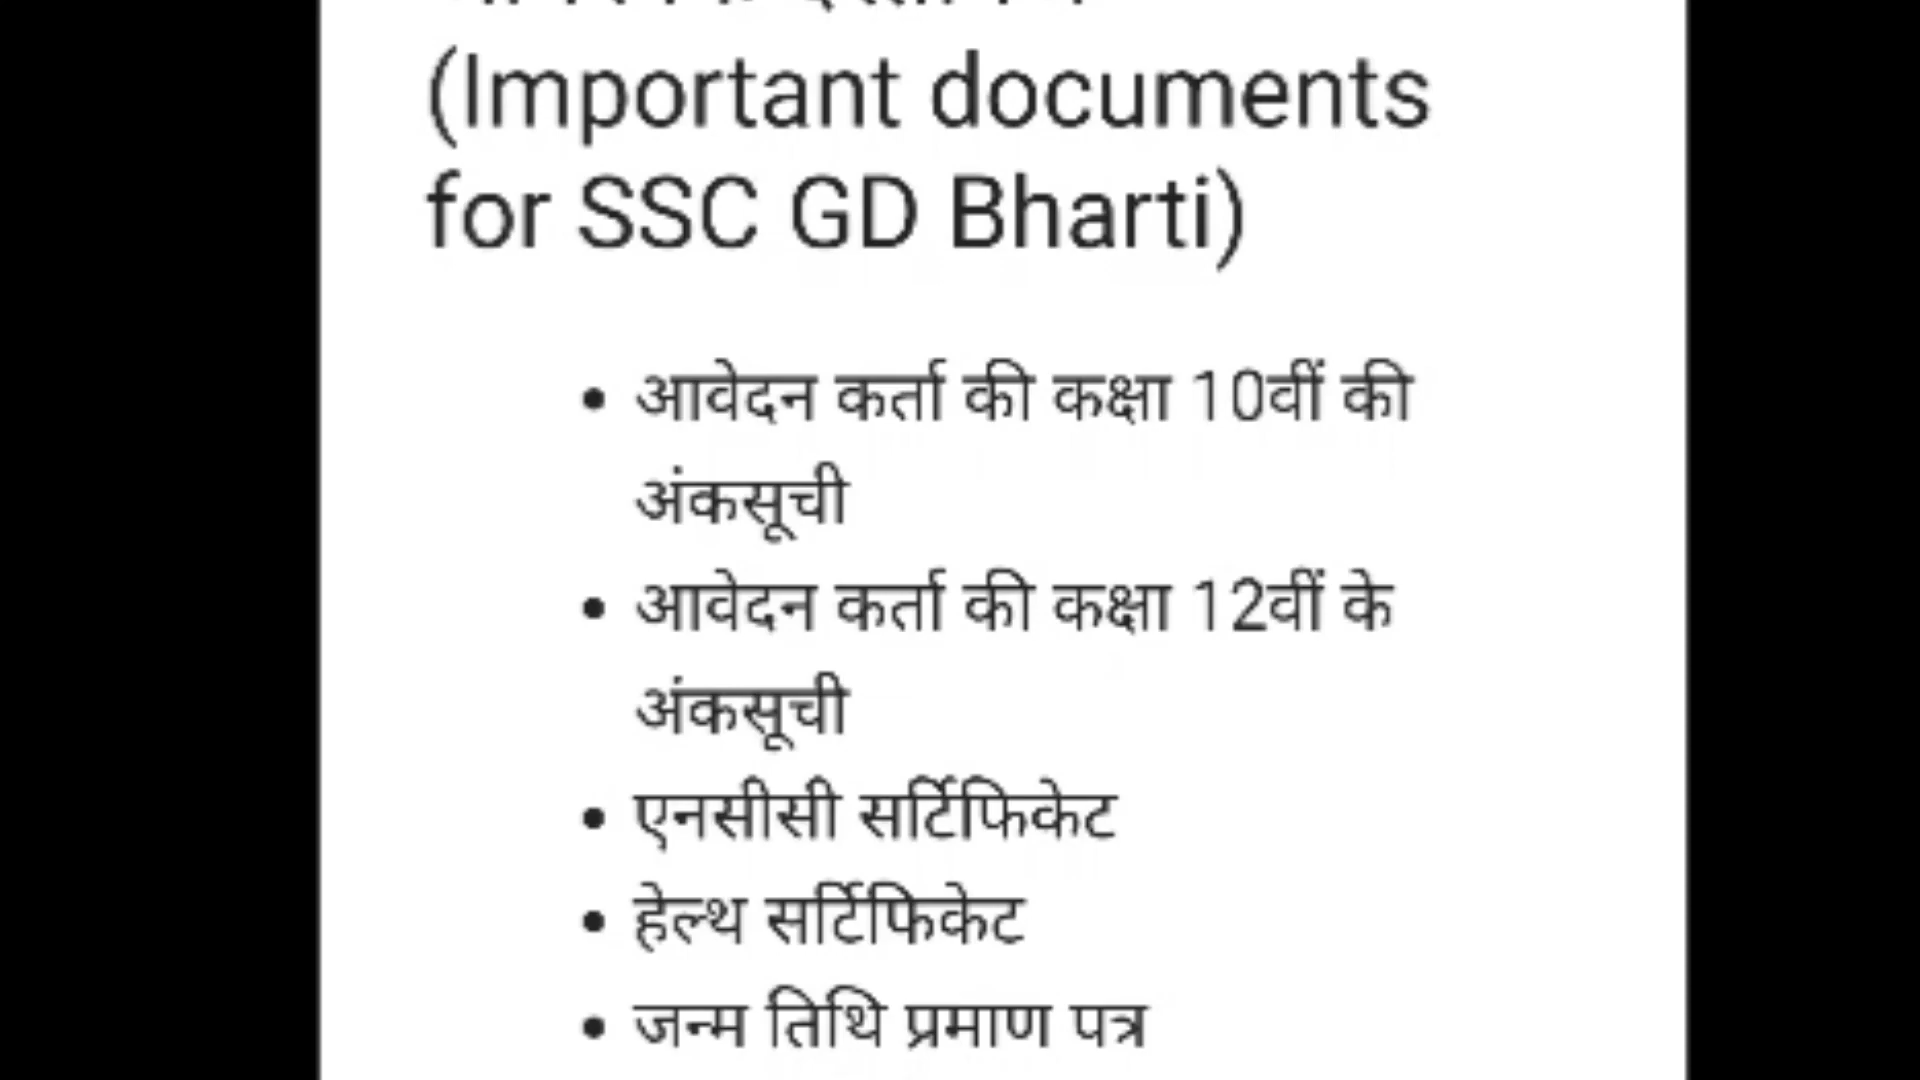 (Important documents
for SSC GD Bharti)
• आवेदन कर्ता की कक्षा 10वीं की
अंकसूची
• आवेदन कर्ता की कक्षा 12वीं के
अंकसूची
• एनसीसी सर्टिफिकेट
• हेल्थ सर्टिफिकेट
• जन्म तिथि प्रमाण पत्र